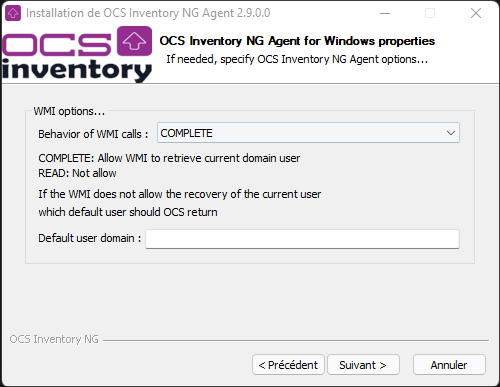 Installation de OCS Inventory NG Agent 2.9.0.0
OCS
inventory
OCS Inventory NG Agent for Windows properties
If needed, specify OCS Inventory NG Agent options...
WMI options...
Behavior of WMI calls : COMPLETE
COMPLETE: Allow WMI to retrieve current domain user
READ: Not allow
If the WMI does not allow the recovery of the current user
which default user should OCS return
Default user domain :
OCS Inventory NG
< Précédent Suivant > Annuler